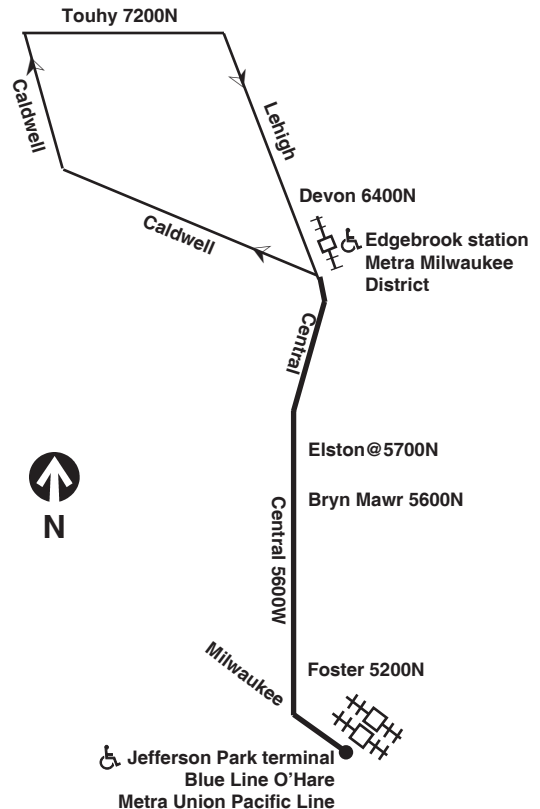 Touhy 7200N
Caldwell
Lehigh
Devon 6400N
Caldwell
Edgebrook station
Metra Milwaukee
District
Central
Elston@5700N
Bryn Mawr 5600N
N
Central 5600W
Milwaukee
Foster 5200N
Jefferson Park terminal
Blue Line O'Hare
Metra Union Pacific Line